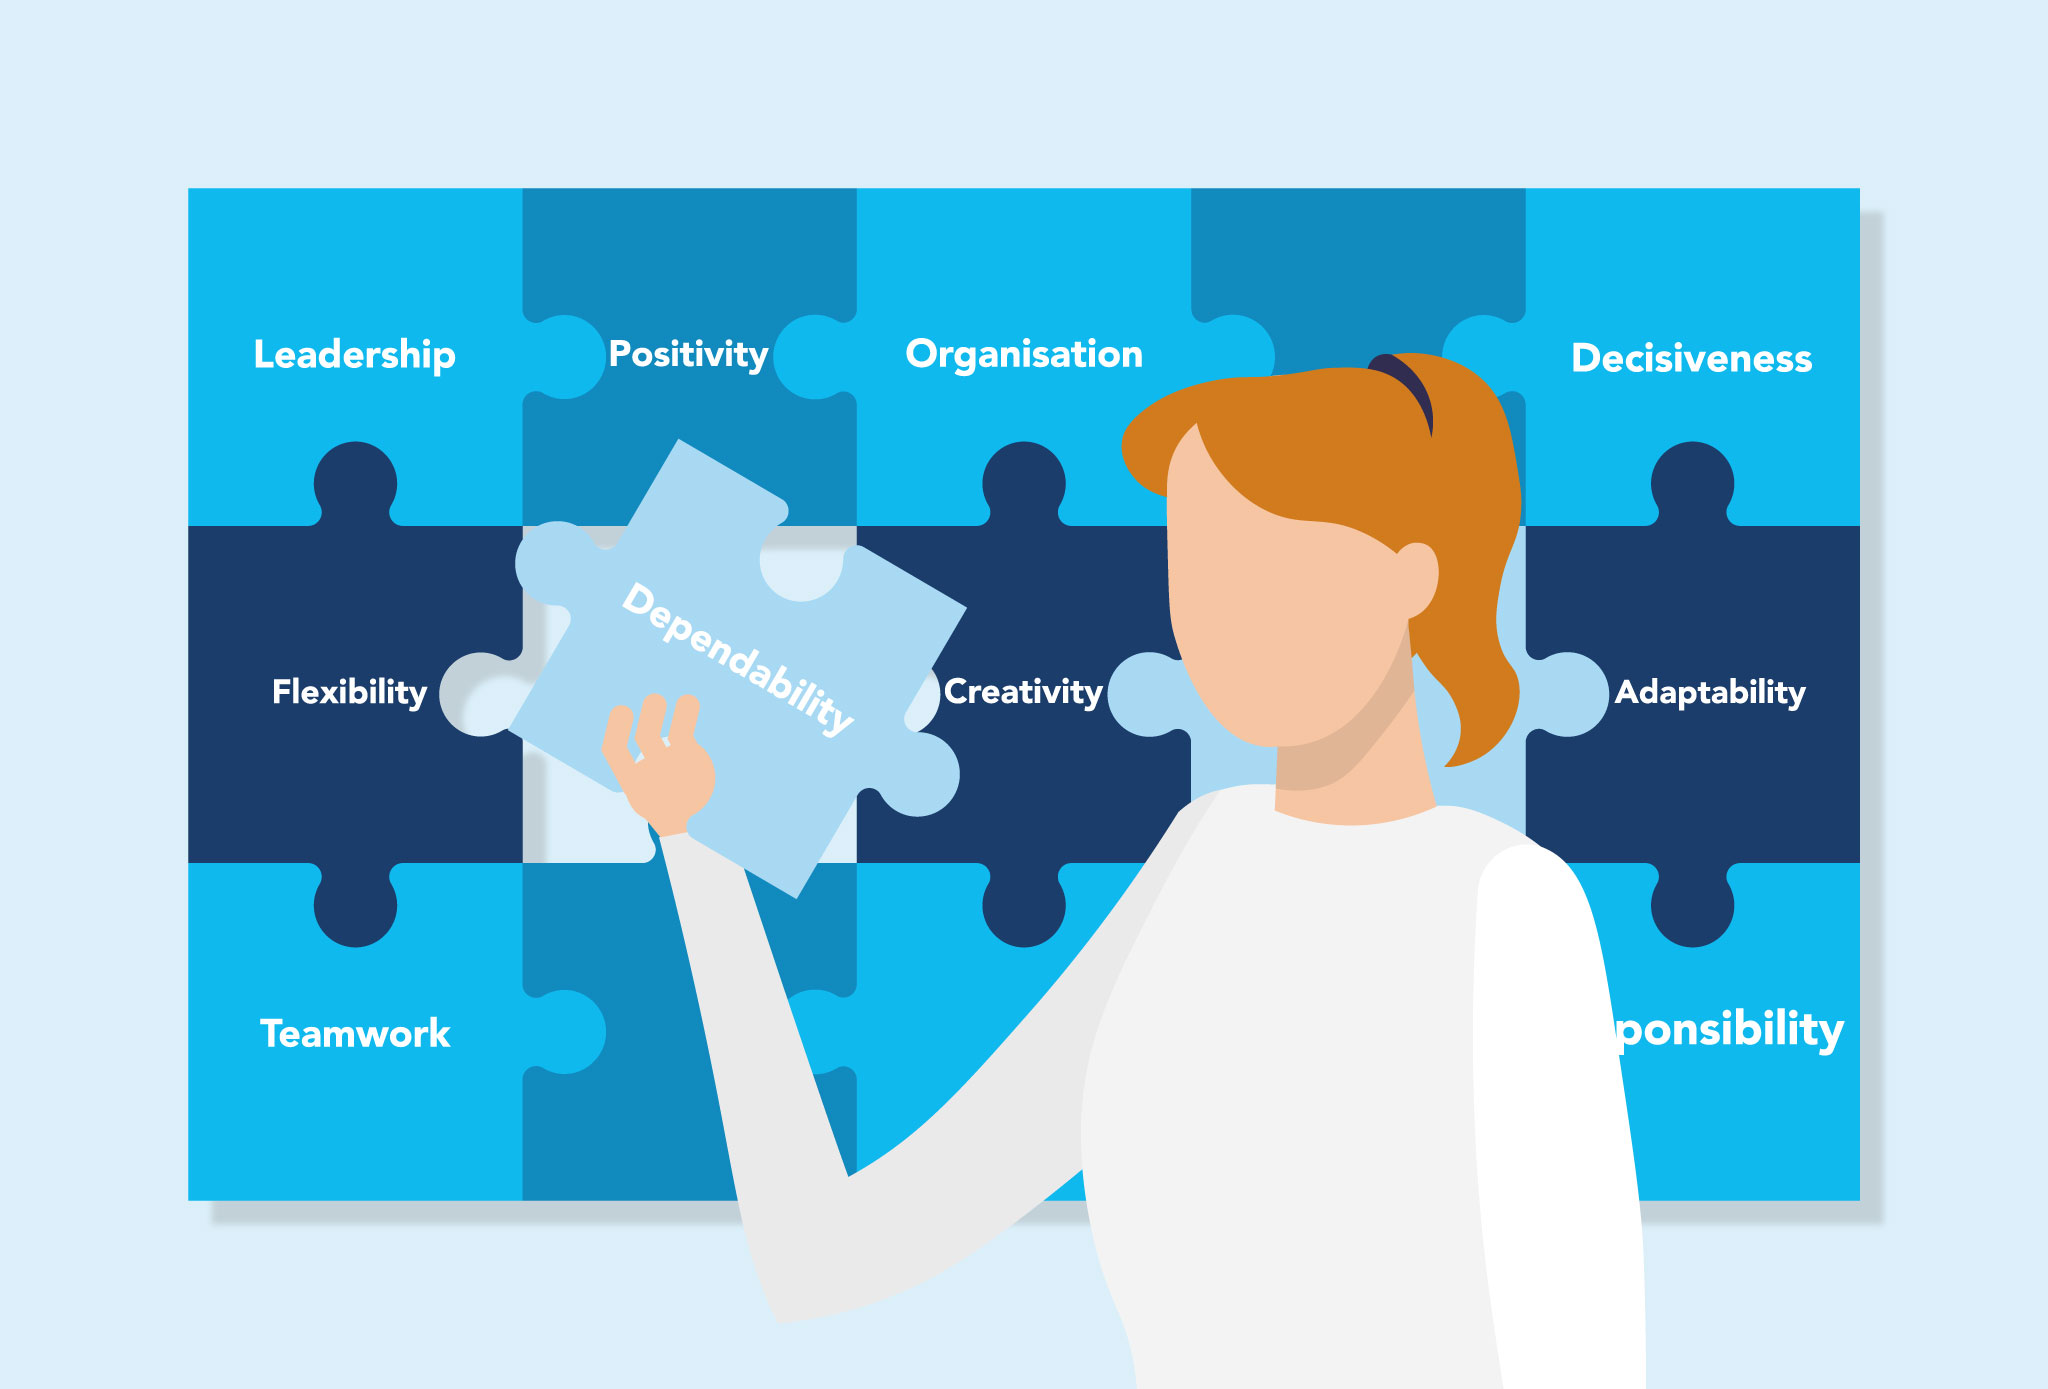 Leadership
Positivity
Organisation
Decisiveness
Flexibility
Dependability
Creativity
Adaptability
Teamwork
ponsibility